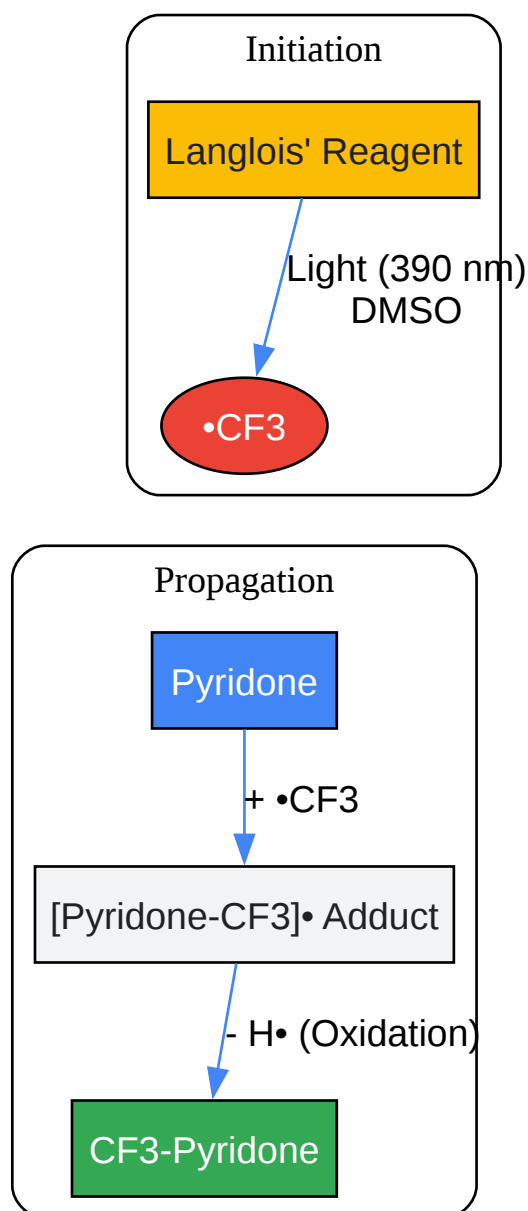 Initiation
Langlois' Reagent
Light (390 nm)
DMSO
•CF3
Propagation
Pyridone
+ •CF3
[Pyridone-CF3]• Adduct
- H• (Oxidation)
CF3-Pyridone